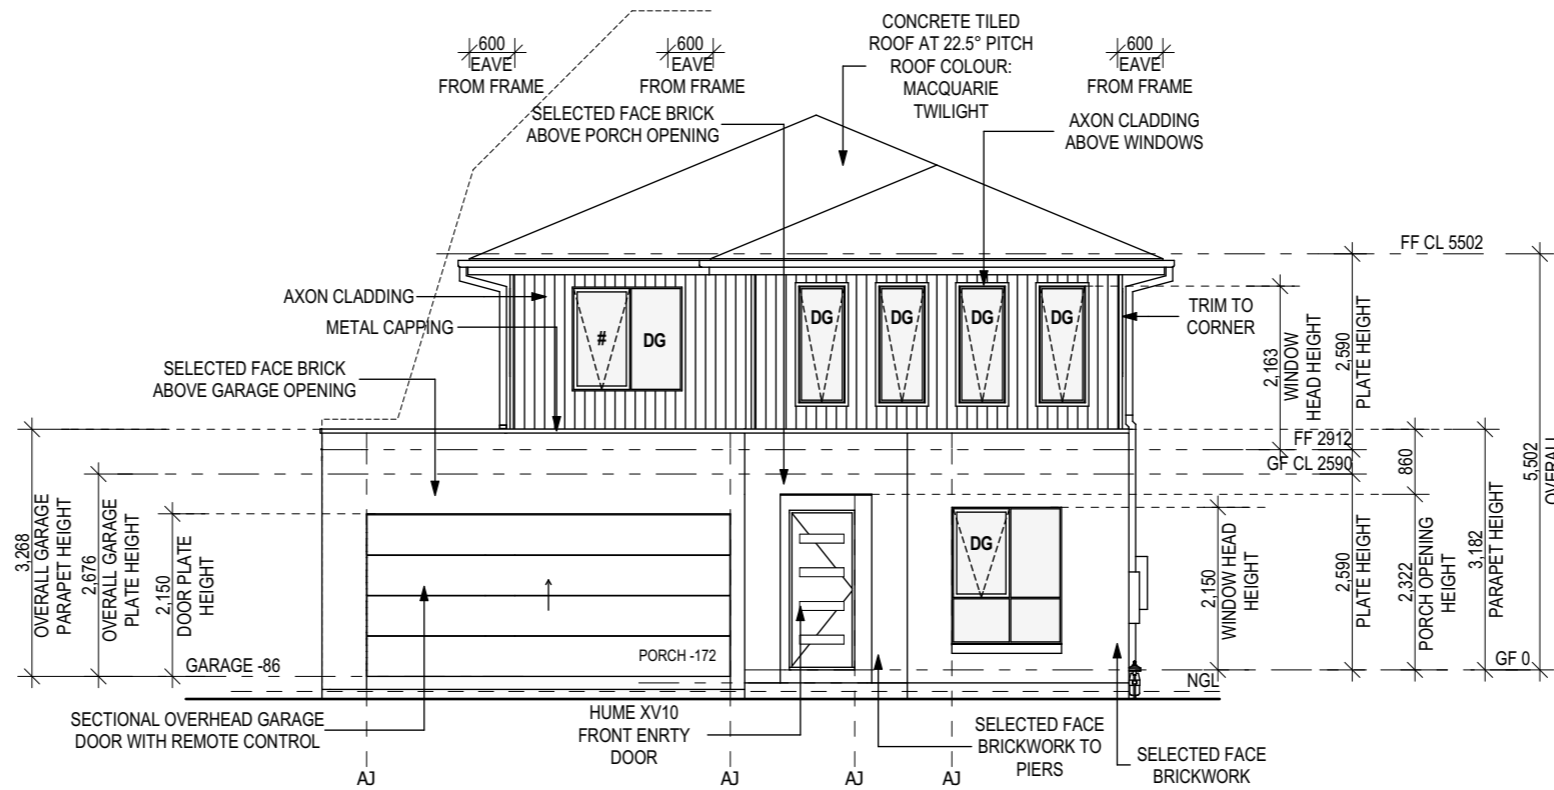 600
EAVE
FROM FRAME
600
EAVE
FROM FRAME
CONCRETE TILED
ROOF AT 22.5° PITCH
ROOF COLOUR:
MACQUARIE
TWILIGHT
600
EAVE
FROM FRAME
SELECTED FACE BRICK
ABOVE PORCH OPENING
AXON CLADDING
ABOVE WINDOWS
FF CL 5502
AXON CLADDING
METAL CAPPING
SELECTED FACE BRICK
ABOVE GARAGE OPENING
#
DG
DG
DG
DG
DG
TRIM TO
CORNER
2,163
WINDOW
HEAD HEIGHT
2,590
PLATE HEIGHT
FF 2912
GF CL 2590
860
5,502
OVERALL
3,268
OVERALL GARAGE
PARAPET HEIGHT
2,676
OVERALL GARAGE
PLATE HEIGHT
2,150
DOOR PLATE
HEIGHT
DG
2,150
WINDOW HEAD
HEIGHT
2,590
PLATE HEIGHT
2,322
PORCH OPENING
HEIGHT
3,182
PARAPET HEIGHT
GARAGE -86
PORCH -172
GF 0
NGL
SECTIONAL OVERHEAD GARAGE
DOOR WITH REMOTE CONTROL
HUME XV10
FRONT ENRTY
DOOR
SELECTED FACE
BRICKWORK TO
PIERS
SELECTED FACE
BRICKWORK
AJ
AJ
AJ
AJ